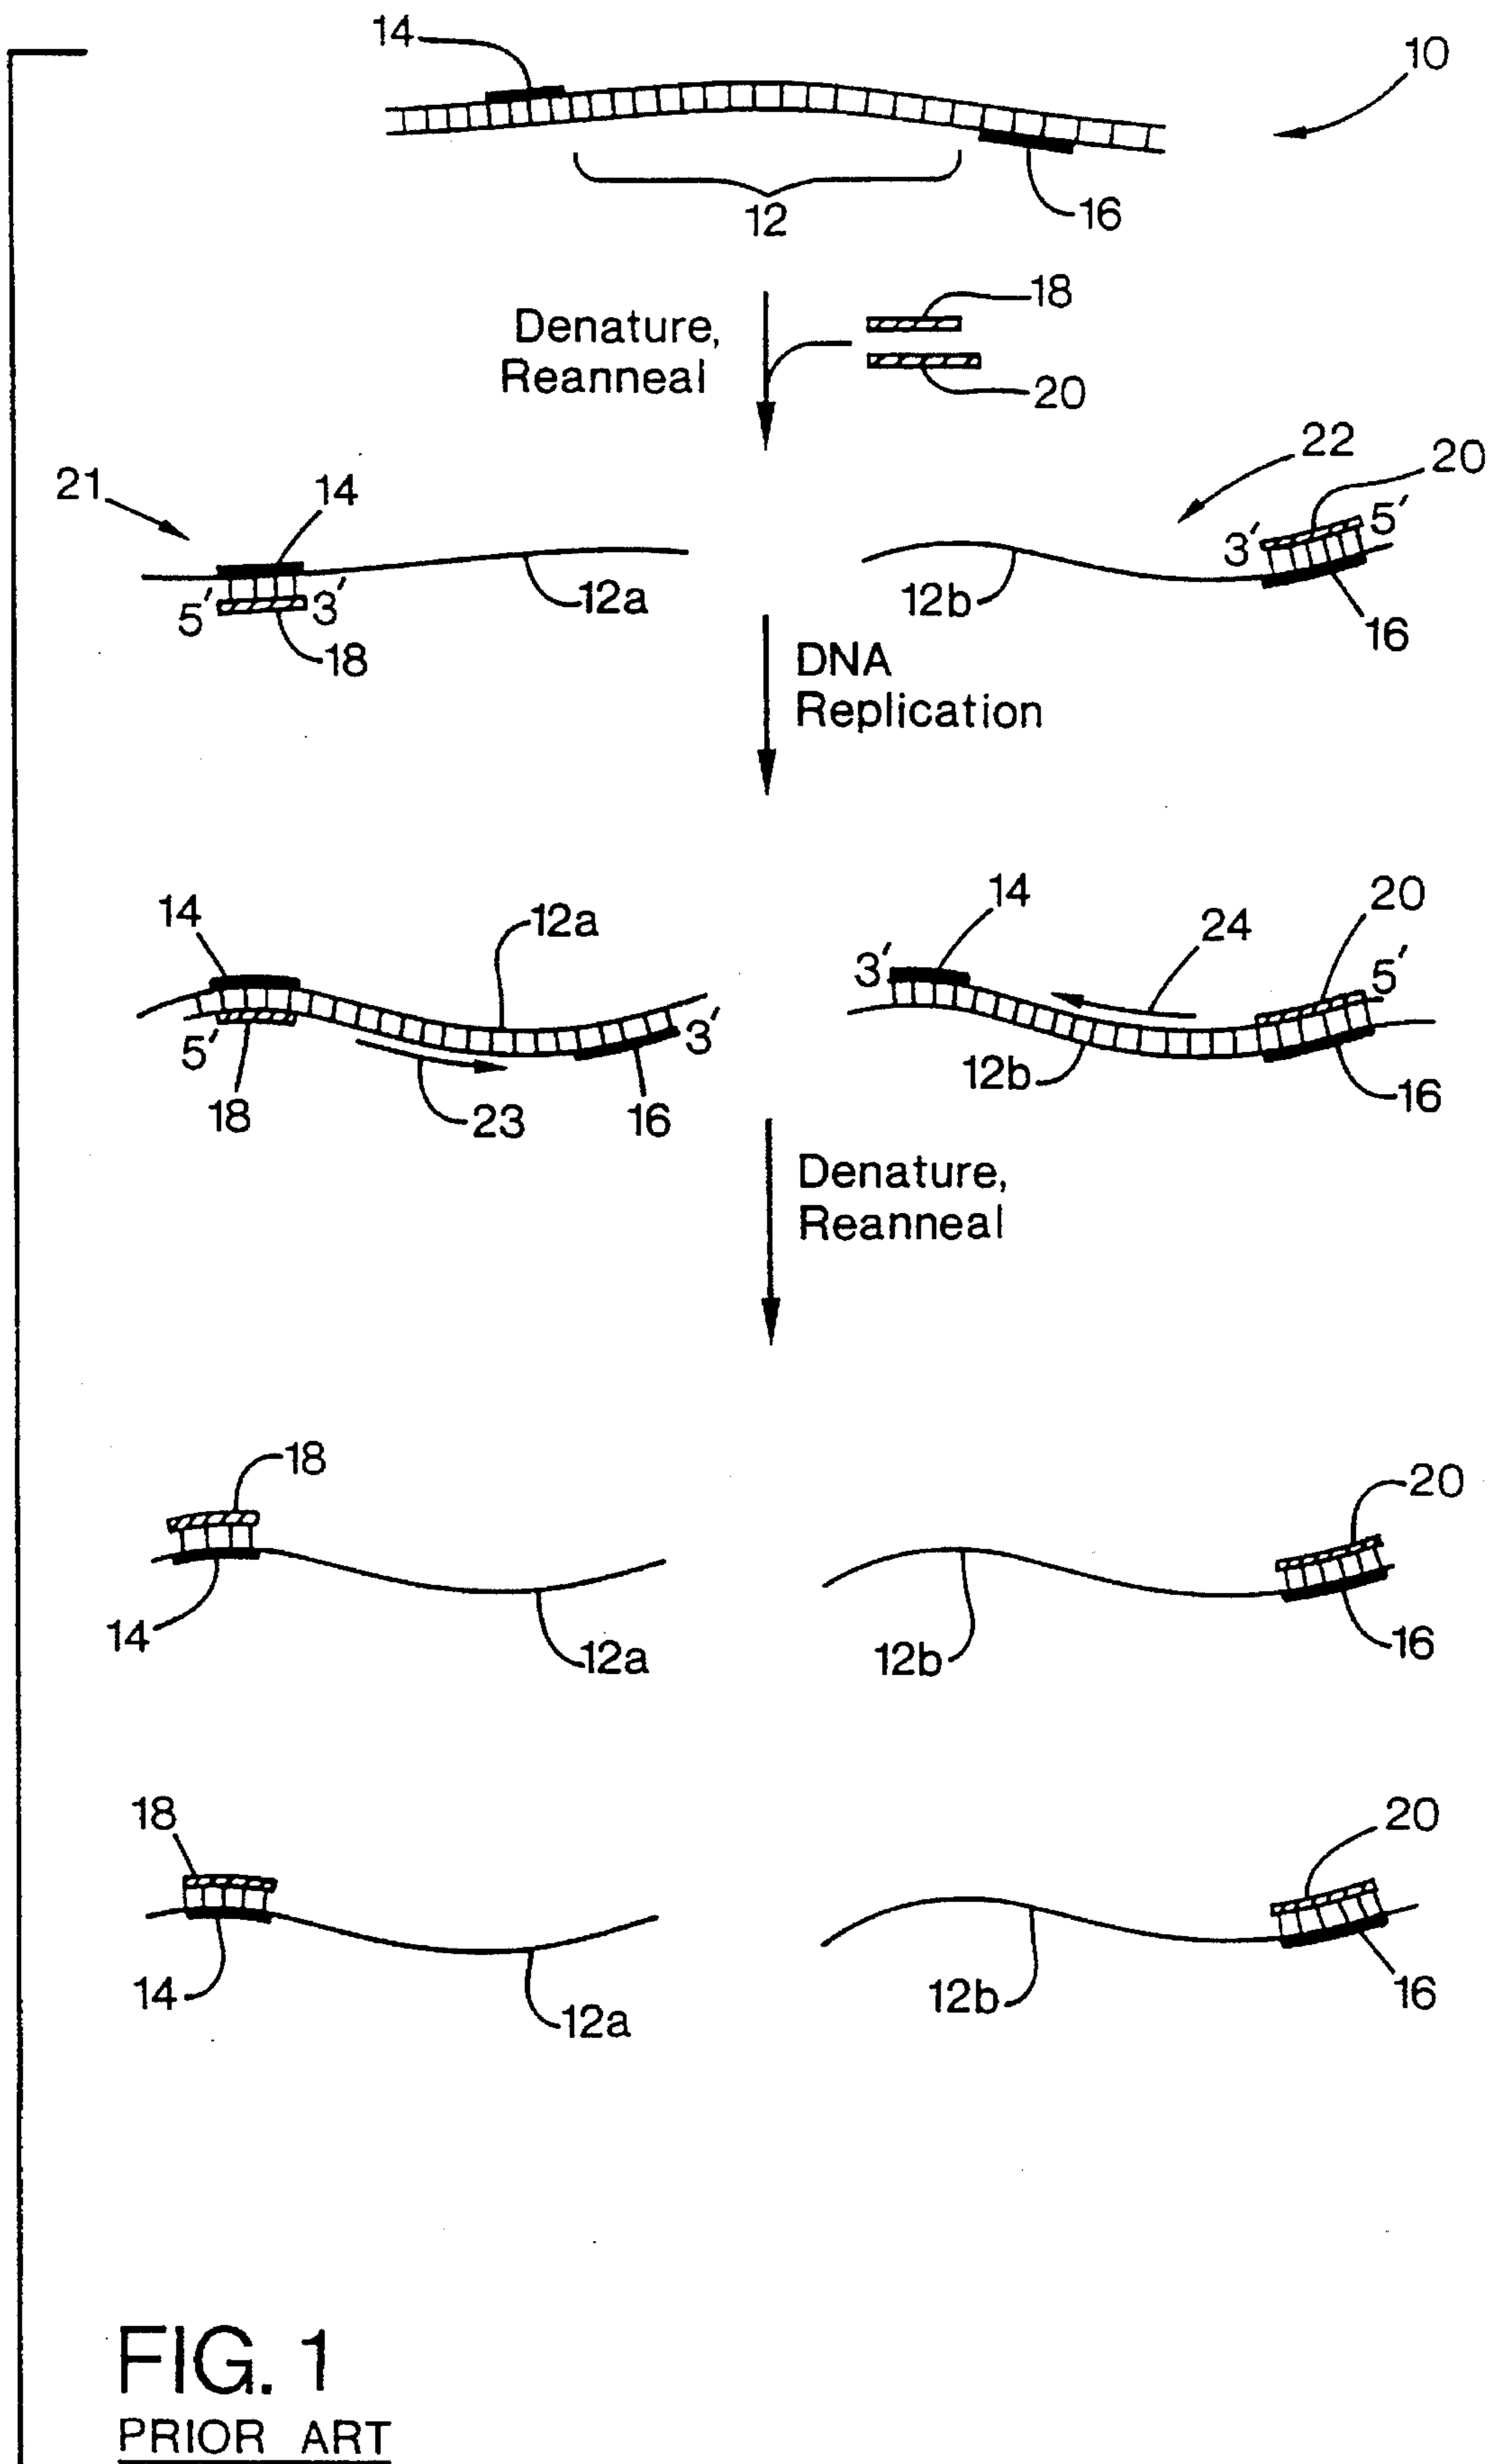 14
10
12
16
Denature,
Reanneal
18
20
21
14
22
20
5'
3'
18
12a
12b
3'
5'
16
DNA
Replication
14
12a
5'
18
23
16
3'
3'
14
24
20
5'
12b
16
Denature,
Reanneal
18
14
12a
20
12b
16
18
14
12a
20
12b
16
FIG. 1
PRIOR ART